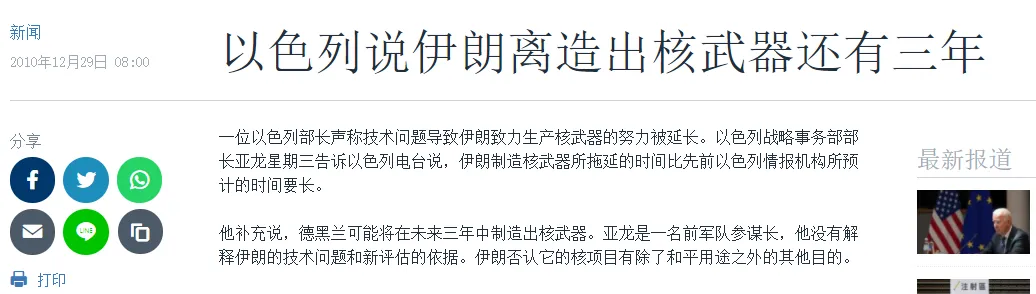 新闻
2010年12月29日 08:00
以色列说伊朗离造出核武器还有三年
分享
LINE
打印
一位以色列部长声称技术问题导致伊朗致力生产核武器的努力被延长。以色列战略事务部部
长亚龙星期三告诉以色列电台说，伊朗制造核武器所拖延的时间比先前以色列情报机构所预
计的时间要长。
他补充说，德黑兰可能将在未来三年中制造出核武器。亚龙是一名前军队参谋长，他没有解
释伊朗的技术问题和新评估的依据。伊朗否认它的核项目有除了和平用途之外的其他目的。
最新报道
注射區